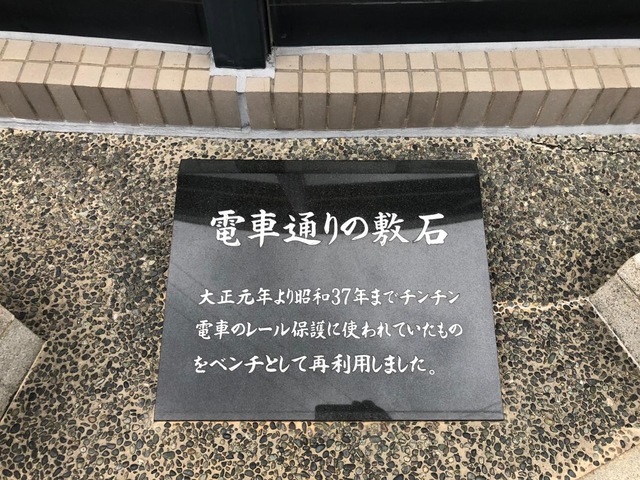 電車通りの敷石
大正元年より昭和37年までチンチン
電車のレール保護に使われていたもの
をベンチとして再利用しました。